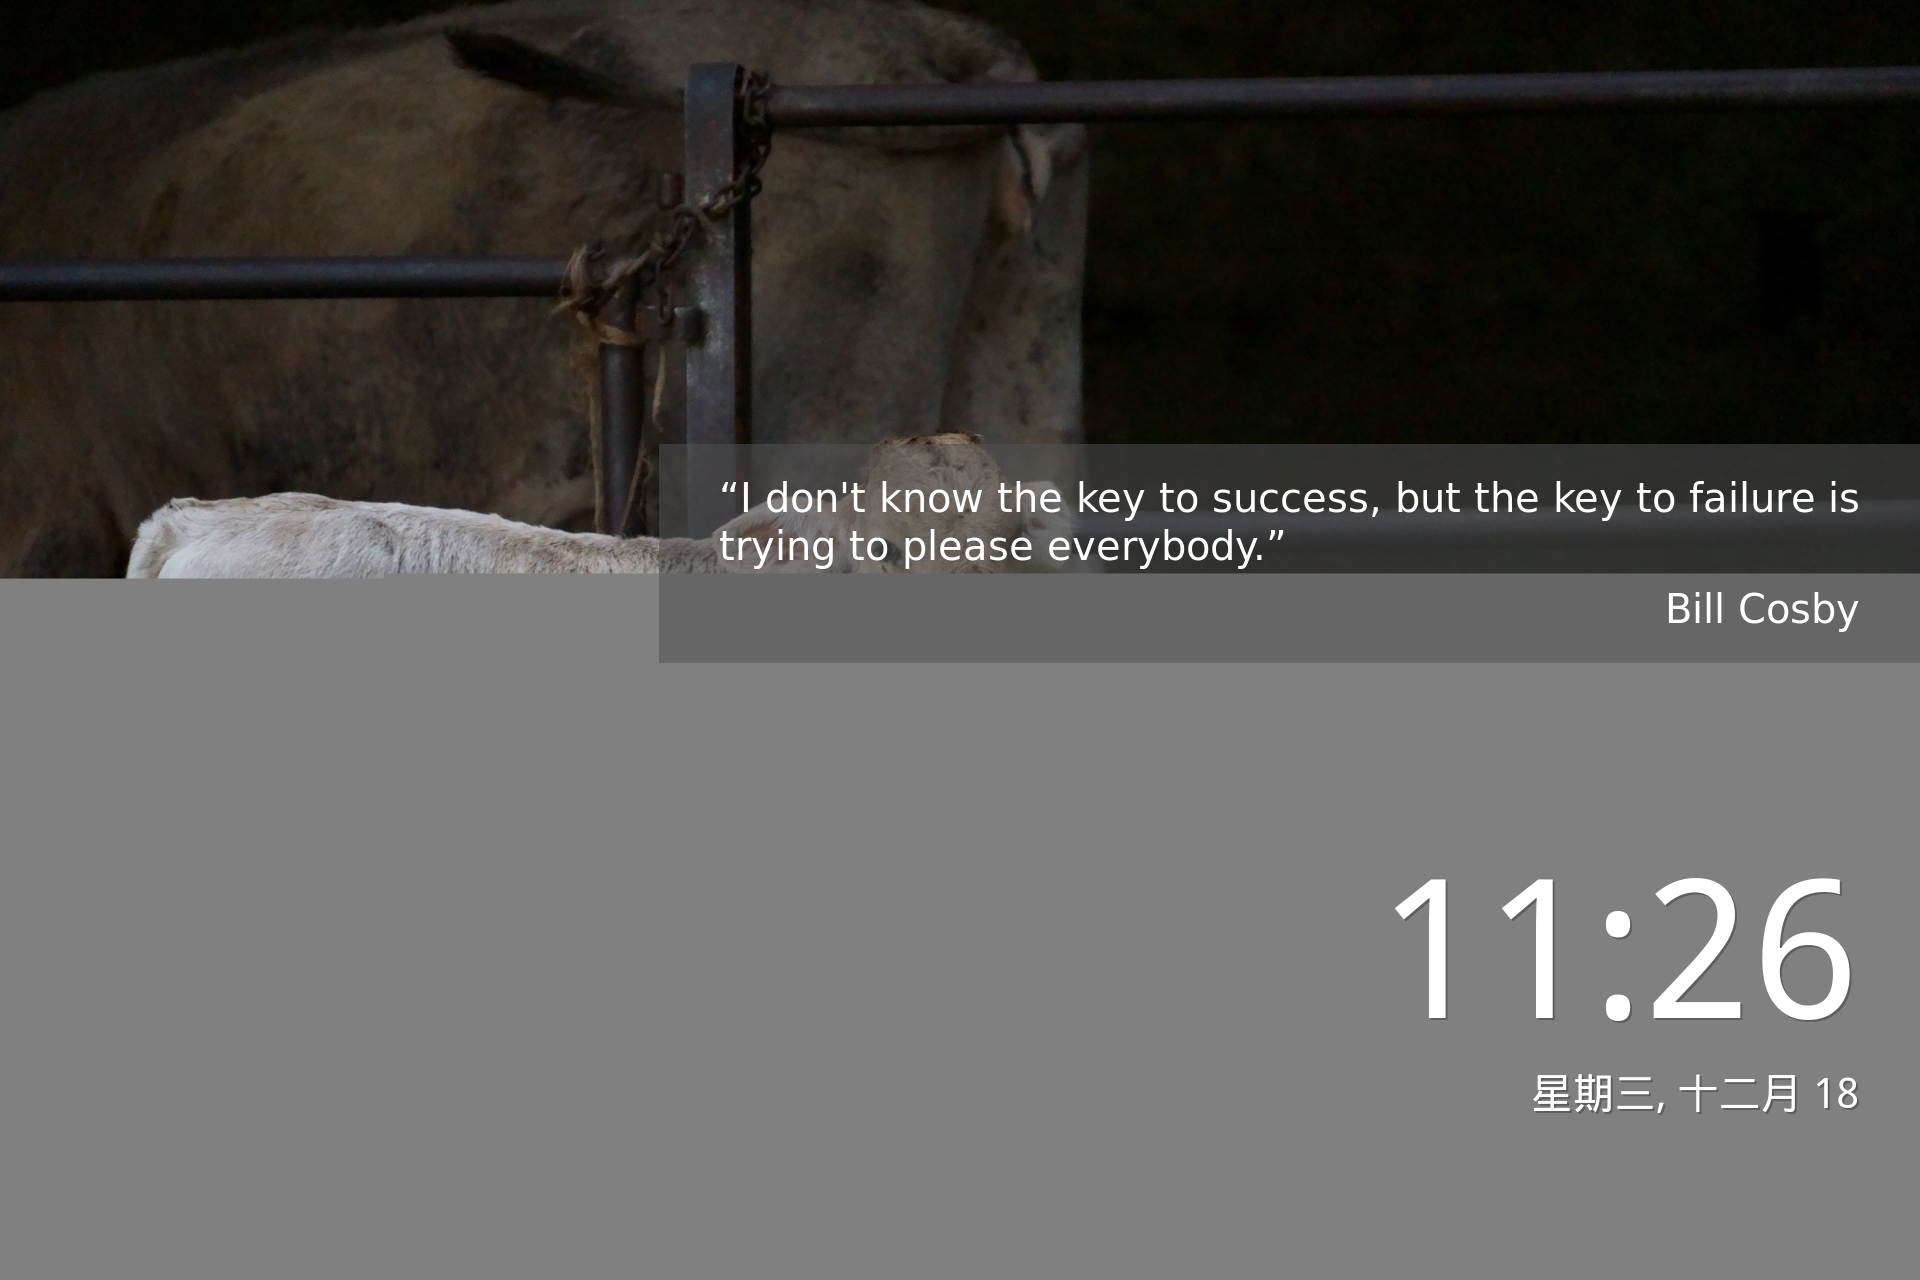 “I don't know the key to success, but the key to failure is
trying to please everybody.”
Bill Cosby
11:26
星期三, 十二月 18